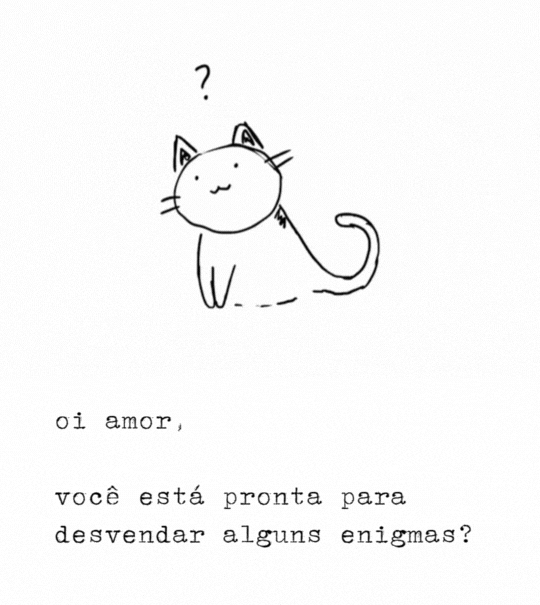 ?
oi amor,
você está pronta para
desvendar alguns enigmas?